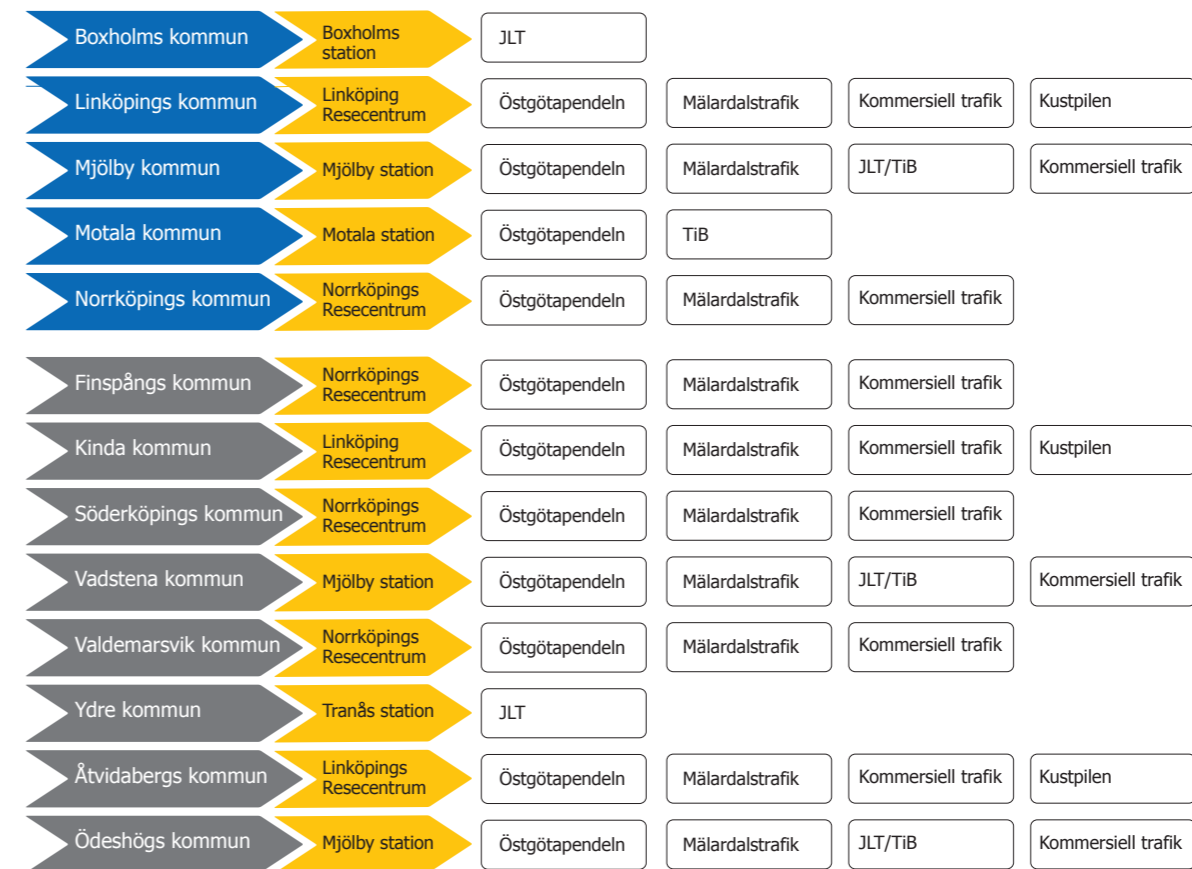 Boxholms kommun Boxholms station JLT
Linköpings kommun Linköping Resecentrum Östgötapendeln Mälardalstrafik Kommersiell trafik Kustpilen
Mjölby kommun Mjölby station Östgötapendeln Mälardalstrafik JLT/TiB Kommersiell trafik
Motala kommun Motala station Östgötapendeln TiB
Norrköpings kommun Norrköpings Resecentrum Östgötapendeln Mälardalstrafik Kommersiell trafik
Finspångs kommun Norrköpings Resecentrum Östgötapendeln Mälardalstrafik Kommersiell trafik
Kinda kommun Linköping Resecentrum Östgötapendeln Mälardalstrafik Kommersiell trafik Kustpilen
Söderköpings kommun Norrköpings Resecentrum Östgötapendeln Mälardalstrafik Kommersiell trafik
Vadstena kommun Mjölby station Östgötapendeln Mälardalstrafik JLT/TiB Kommersiell trafik
Valdemarsvik kommun Norrköpings Resecentrum Östgötapendeln Mälardalstrafik Kommersiell trafik
Ydre kommun Tranås station JLT
Åtvidabergs kommun Linköpings Resecentrum Östgötapendeln Mälardalstrafik Kommersiell trafik Kustpilen
Ödeshögs kommun Mjölby station Östgötapendeln Mälardalstrafik JLT/TiB Kommersiell trafik